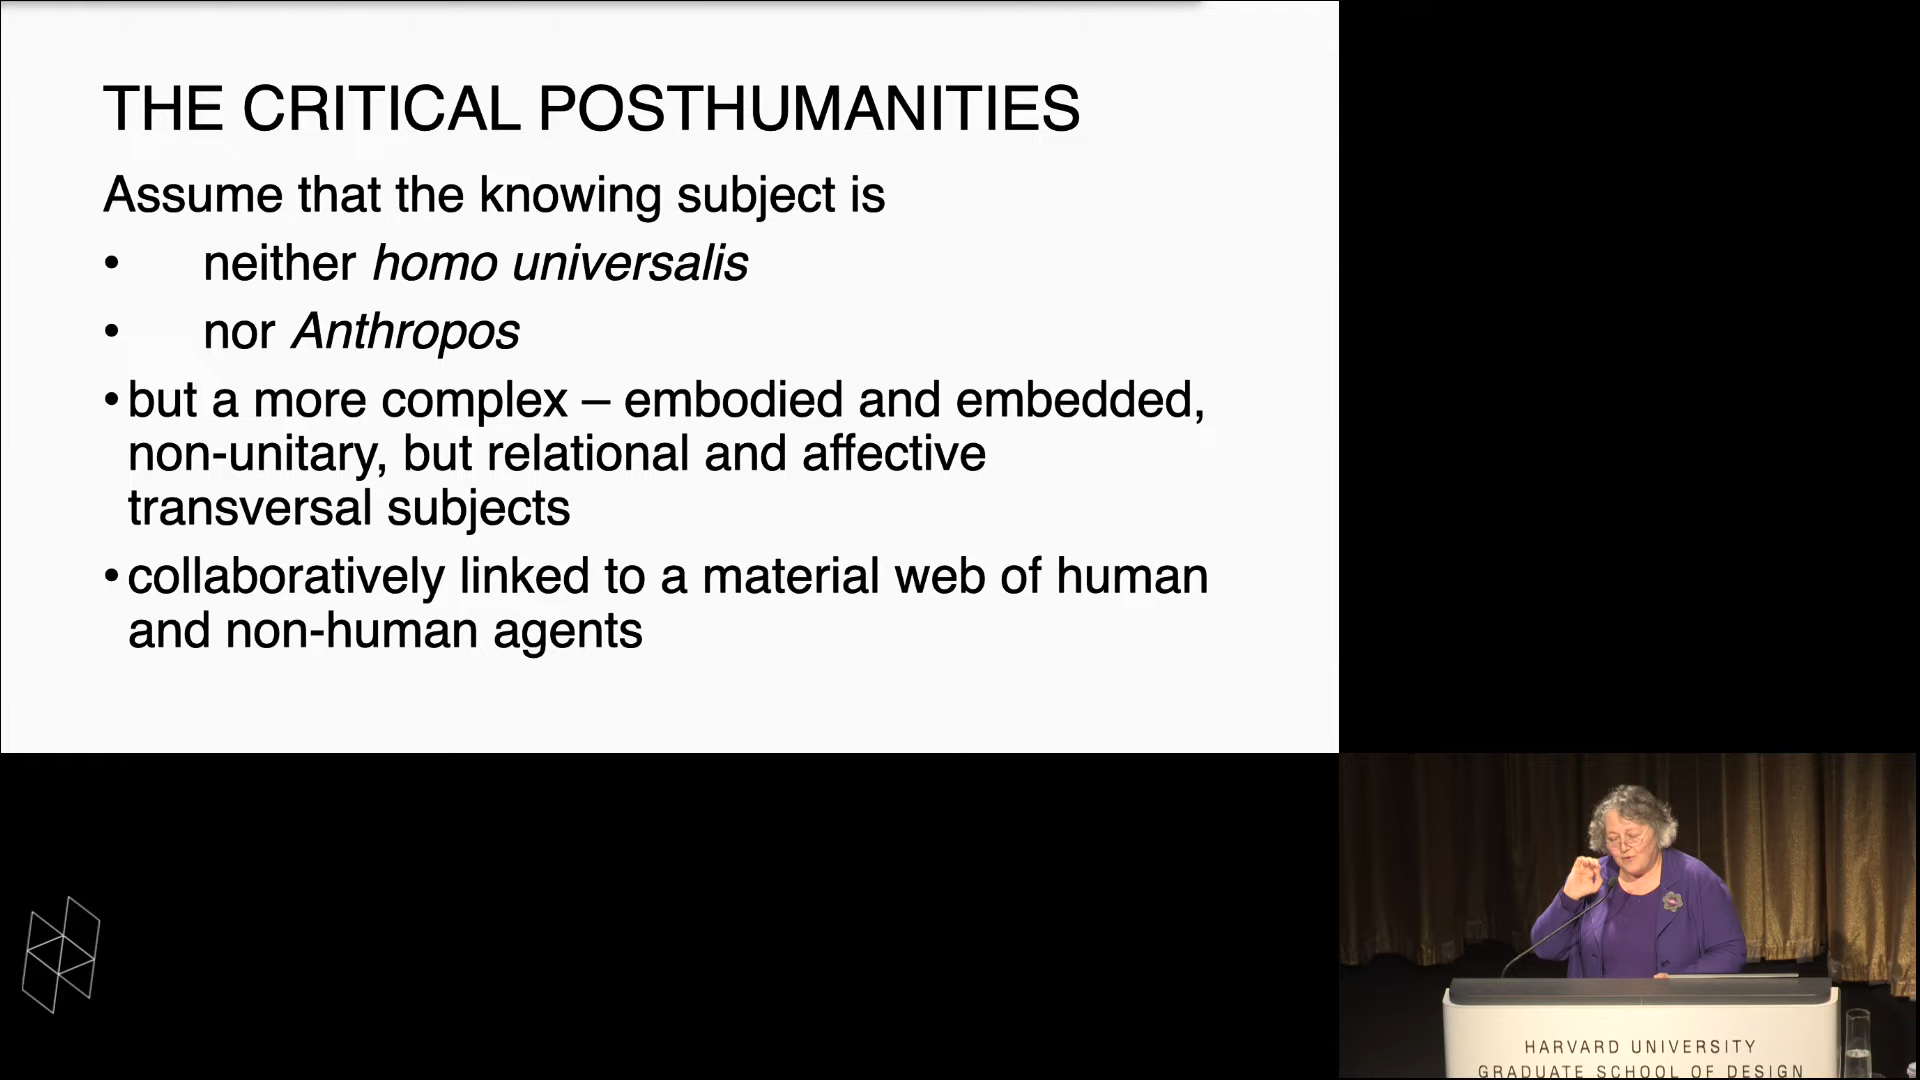 THE CRITICAL POSTHUMANITIES
Assume that the knowing subject is
• neither homo universalis
• nor Anthropos
• but a more complex – embodied and embedded,
non-unitary, but relational and affective
transversal subjects
• collaboratively linked to a material web of human
and non-human agents
HARVARD UNIVERSITY
GRADUATE SCHOOL OF DESIGN